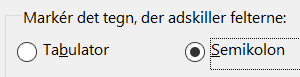 Markér det tegn, der adskiller felterne:
Tabulator Semikolon